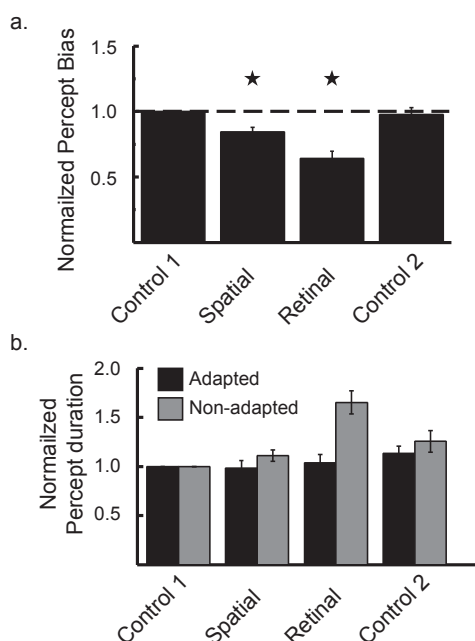 a.
Normailzed Percept Bias
1.5
1.0
0.5
Control 1
Spatial
Retinal
Control 2
b.
Normailzed
Percept duration
2.0
1.5
1.0
0.5
Adapted
Non-adapted
Control 1
Spatial
Retinal
Control 2